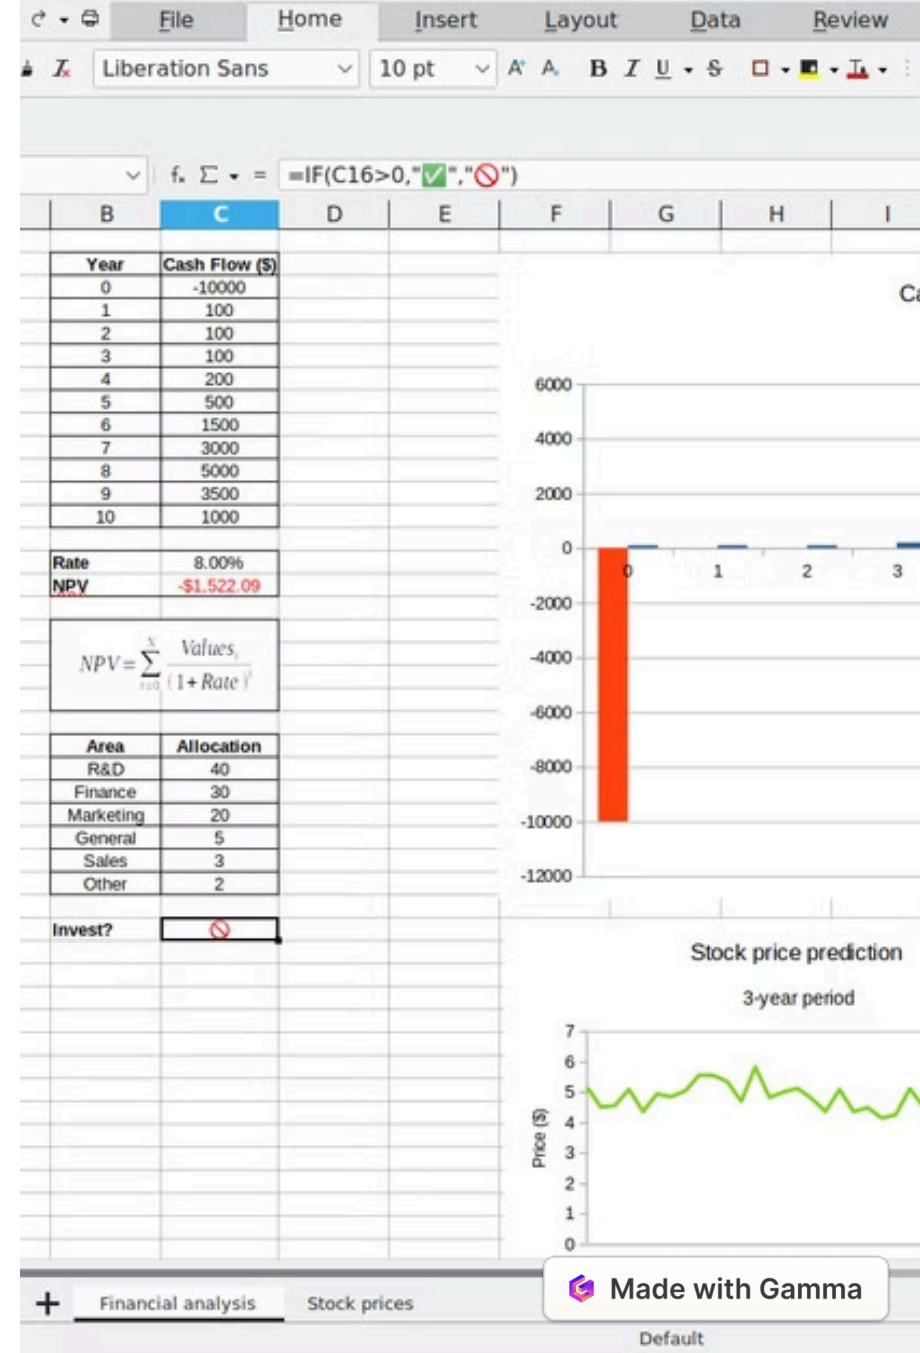 File Home Insert Layout Data Review
Liberation Sans 10 pt B I U S
=IF(C16>0,"✅","🚫")
B C D E F G H I
Year Cash Flow ($)
0 -10000
1 100
2 100
3 100
4 200
5 500
6 1500
7 3000
8 5000
9 3500
10 1000
Rate 8.00%
NPV -$1,522.09
NPV = ∑ Values
(1+Rate)
Area Allocation
R&D 40
Finance 30
Marketing 20
General 5
Sales 3
Other 2
Invest? 🚫
Ca
6000
4000
2000
0
-2000
-4000
-6000
-8000
-10000
-12000
0 1 2 3
Stock price prediction
3-year period
Price ($)
7
6
5
4
3
2
1
0
Made with Gamma
Financial analysis Stock prices
Default